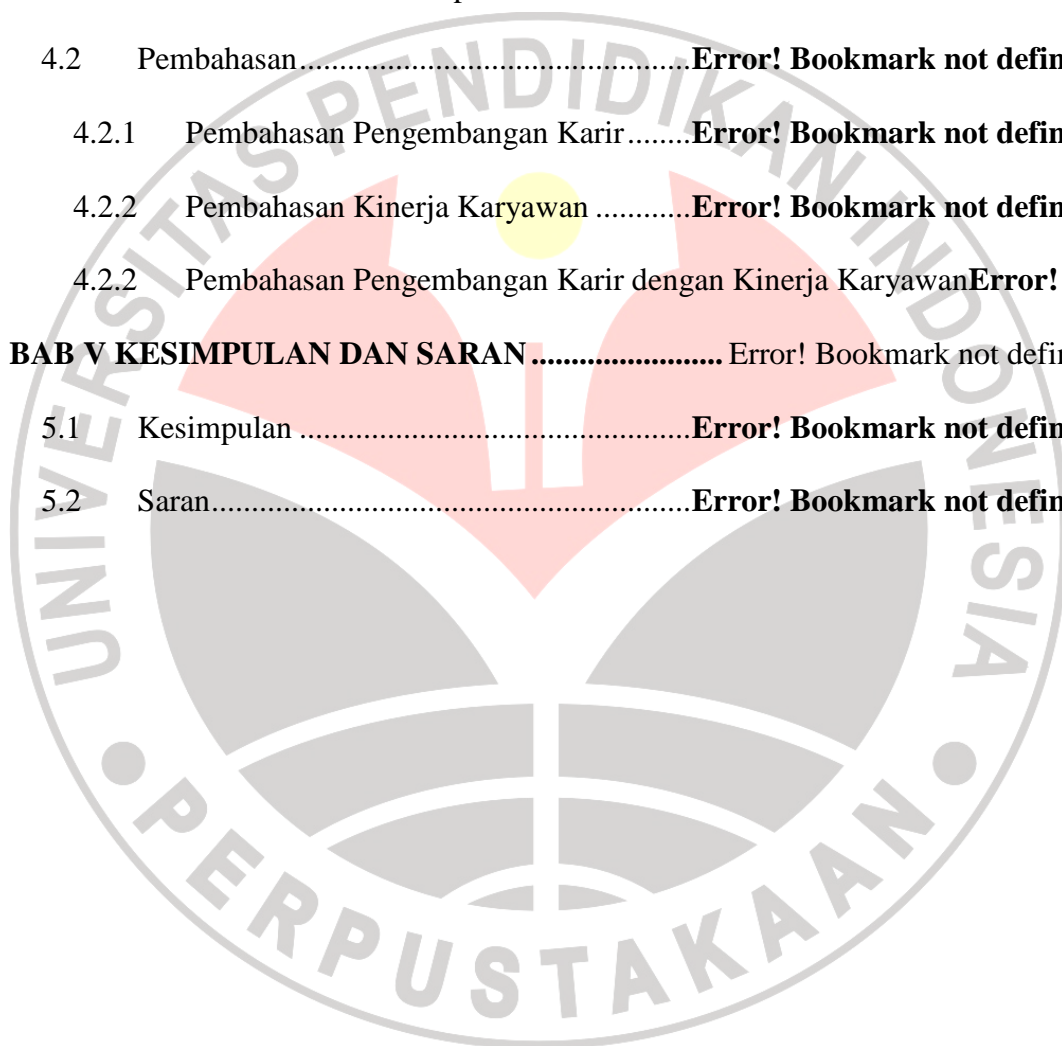 4.2 Pembahasan................................................Error! Bookmark not defin
4.2.1 Pembahasan Pengembangan Karir........Error! Bookmark not defin
4.2.2 Pembahasan Kinerja Karyawan ............Error! Bookmark not defin
4.2.2 Pembahasan Pengembangan Karir dengan Kinerja KaryawanError!
BAB V KESIMPULAN DAN SARAN ........................ Error! Bookmark not defin
5.1 Kesimpulan .............................................Error! Bookmark not defin
5.2 Saran.......................................................Error! Bookmark not defin
UNIVERSITAS PENDIDIKAN INDONESIA
PERPUSTAKAAN